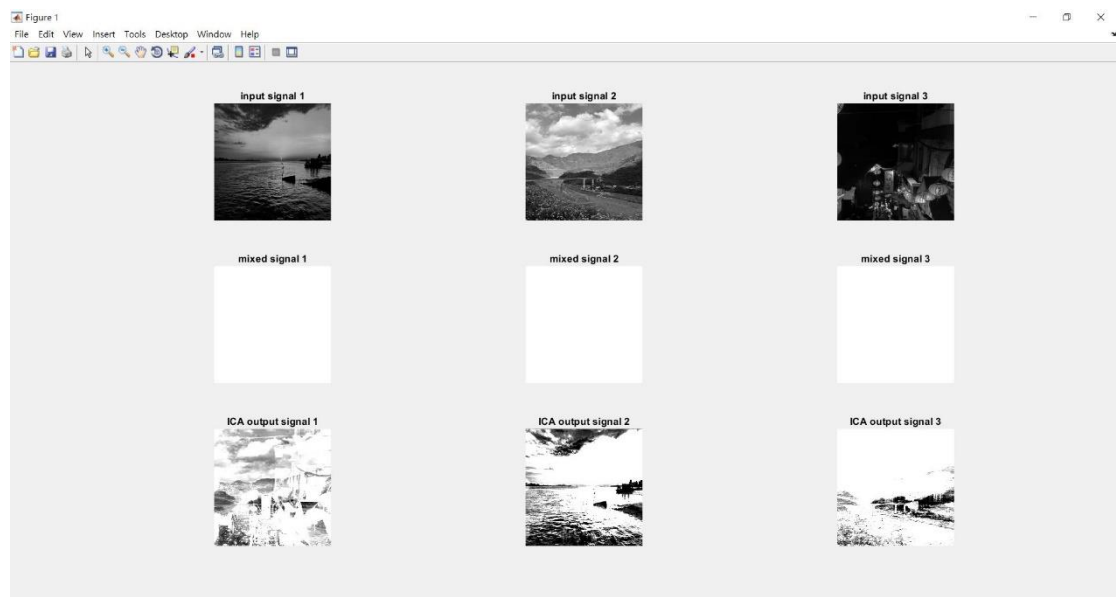 Figure 1
File Edit View Insert Tools Desktop Window Help
input signal 1 input signal 2 input signal 3
mixed signal 1 mixed signal 2 mixed signal 3
ICA output signal 1 ICA output signal 2 ICA output signal 3